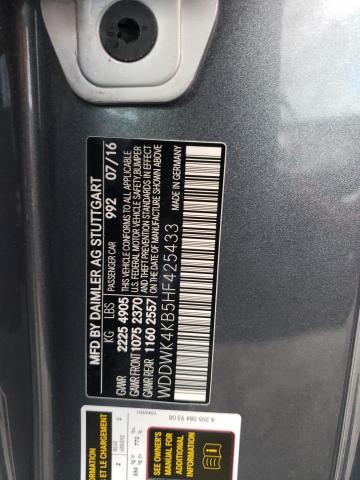 MFD BY DAIMLER AG STUTTGART
KG LBS PASSENGER CAR 992 07/16
GVWR 2225 4905 THIS VEHICLE CONFORMS TO ALL APPLICABLE
GAWR FRONT 1075 2370 U.S. FEDERAL MOTOR VEHICLE SAFETY, BUMPER
GAWR 1160 2557 AND THEFT PREVENTION STANDARDS IN EFFECT
ON THE DATE OF MANUFACTURE SHOWN ABOVE.
WDDWK4KB5HF425433
MADE IN GERMANY
A 205 584 93 08
ET LE CHARGEMENT
SEE OWNER'S
MANUAL FOR
ADDITIONAL
INFORMATION